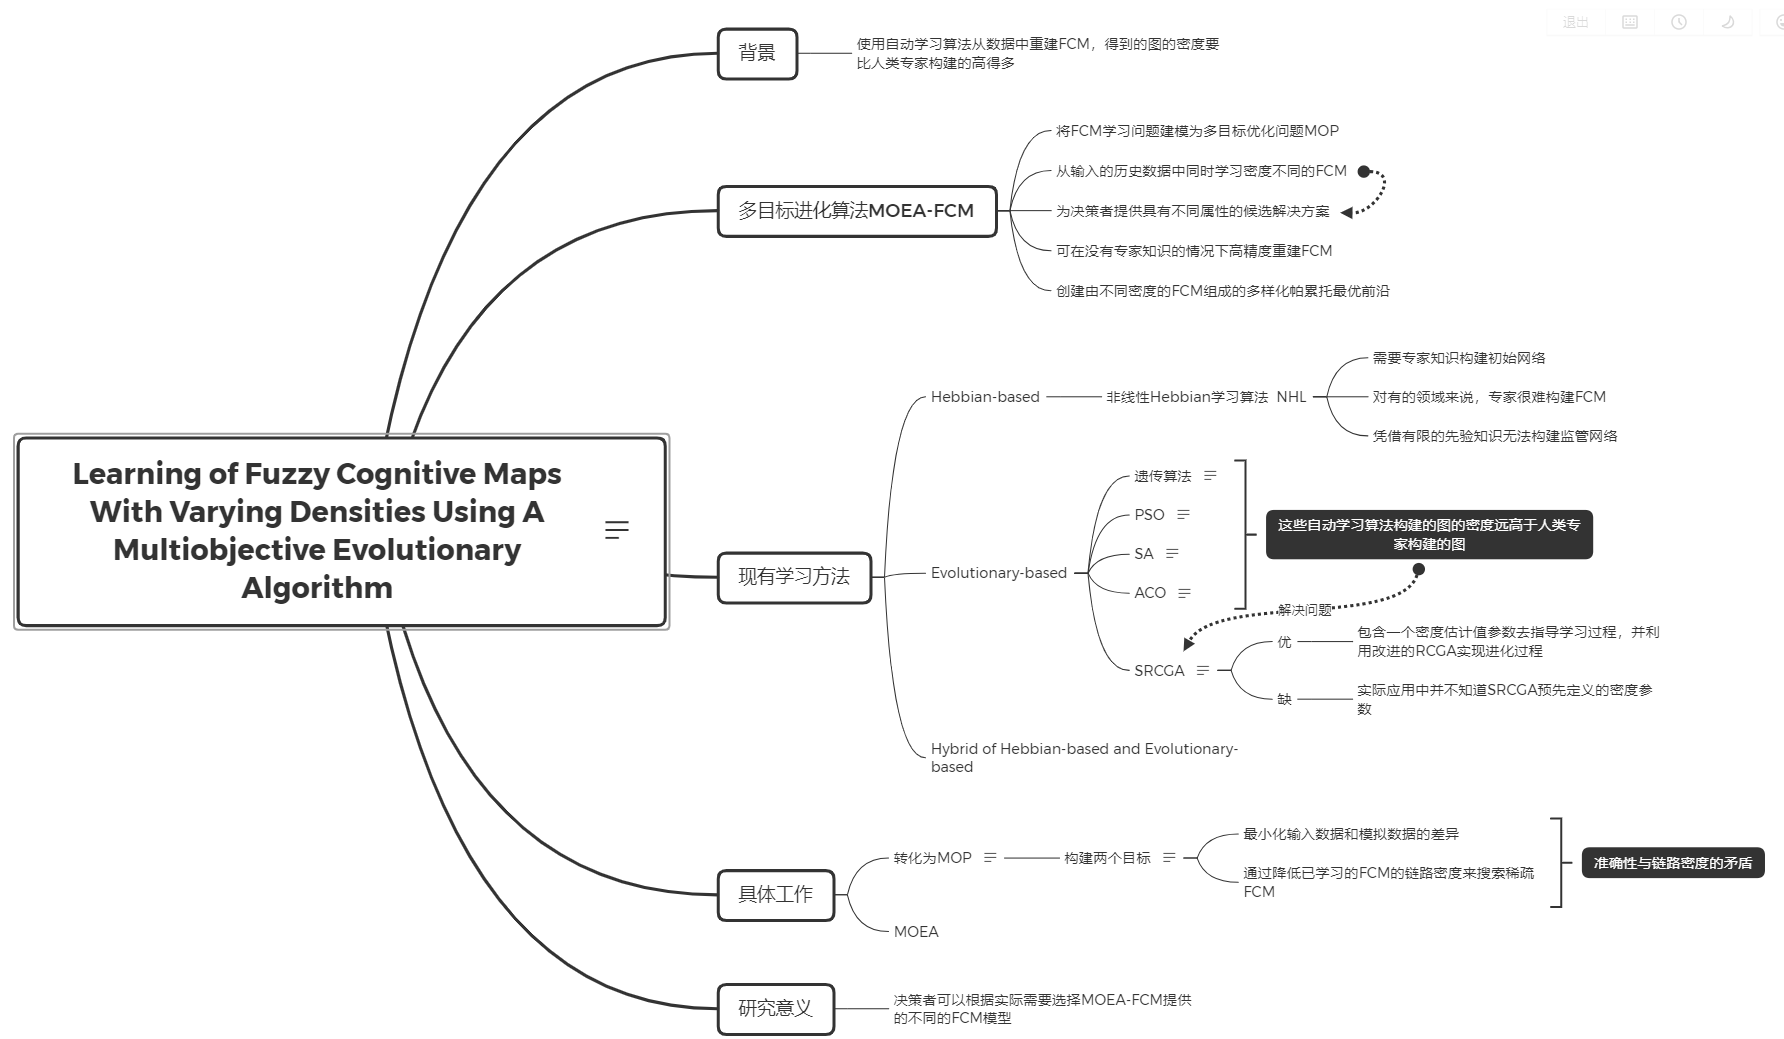 退出
背景
使用自动学习算法从数据中重建FCM，得到的图的密度要
比人类专家构建的高得多
多目标进化算法MOEA-FCM
将FCM学习问题建模为多目标优化问题MOP
从输入的历史数据中同时学习密度不同的FCM
为决策者提供具有不同属性的候选解决方案
可在没有专家知识的情况下高精度重建FCM
创建由不同密度的FCM组成的多样化帕累托最优前沿
Learning of Fuzzy Cognitive Maps
With Varying Densities Using A
Multiobjective Evolutionary
Algorithm
现有学习方法
Hebbian-based
非线性Hebbian学习算法 NHL
需要专家知识构建初始网络
对有的领域来说，专家很难构建FCM
凭借有限的先验知识无法构建监管网络
Evolutionary-based
遗传算法
PSO
SA
ACO
这些自动学习算法构建的图的密度远高于人类专
家构建的图
解决问题
SRCGA
优
包含一个密度估计值参数去指导学习过程，并利
用改进的RCGA实现进化过程
缺
实际应用中并不知道SRCGA预先定义的密度参
数
Hybrid of Hebbian-based and Evolutionary-
based
具体工作
转化为MOP
构建两个目标
最小化输入数据和模拟数据的差异
通过降低已学习的FCM的链路密度来搜索稀疏
FCM
准确性与链路密度的矛盾
MOEA
研究意义
决策者可以根据实际需要选择MOEA-FCM提供
的不同的FCM模型